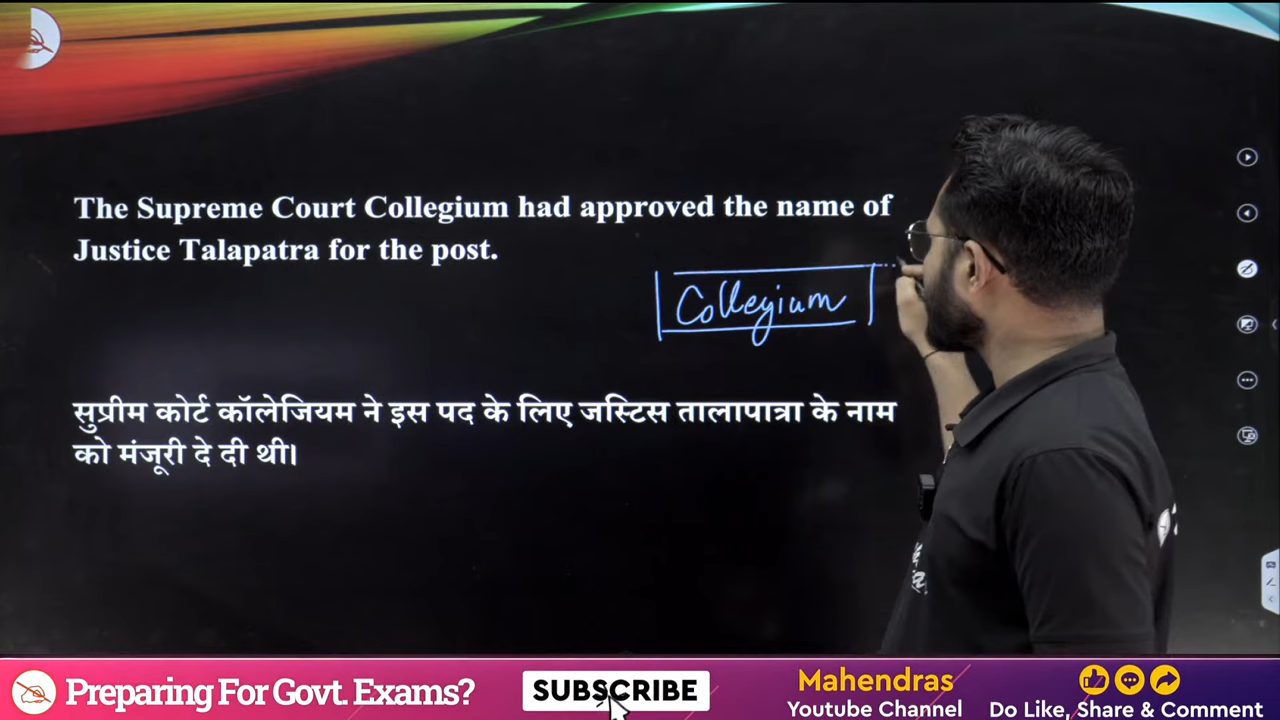 The Supreme Court Collegium had approved the name of
Justice Talapatra for the post.
Collegium
सुप्रीम कोर्ट कॉलेजियम ने इस पद के लिए जस्टिस तालापात्रा के नाम
को मंजूरी दे दी थी।
Preparing For Govt. Exams?
SUBSCRIBE
Mahendras
Youtube Channel
Do Like, Share & Comment